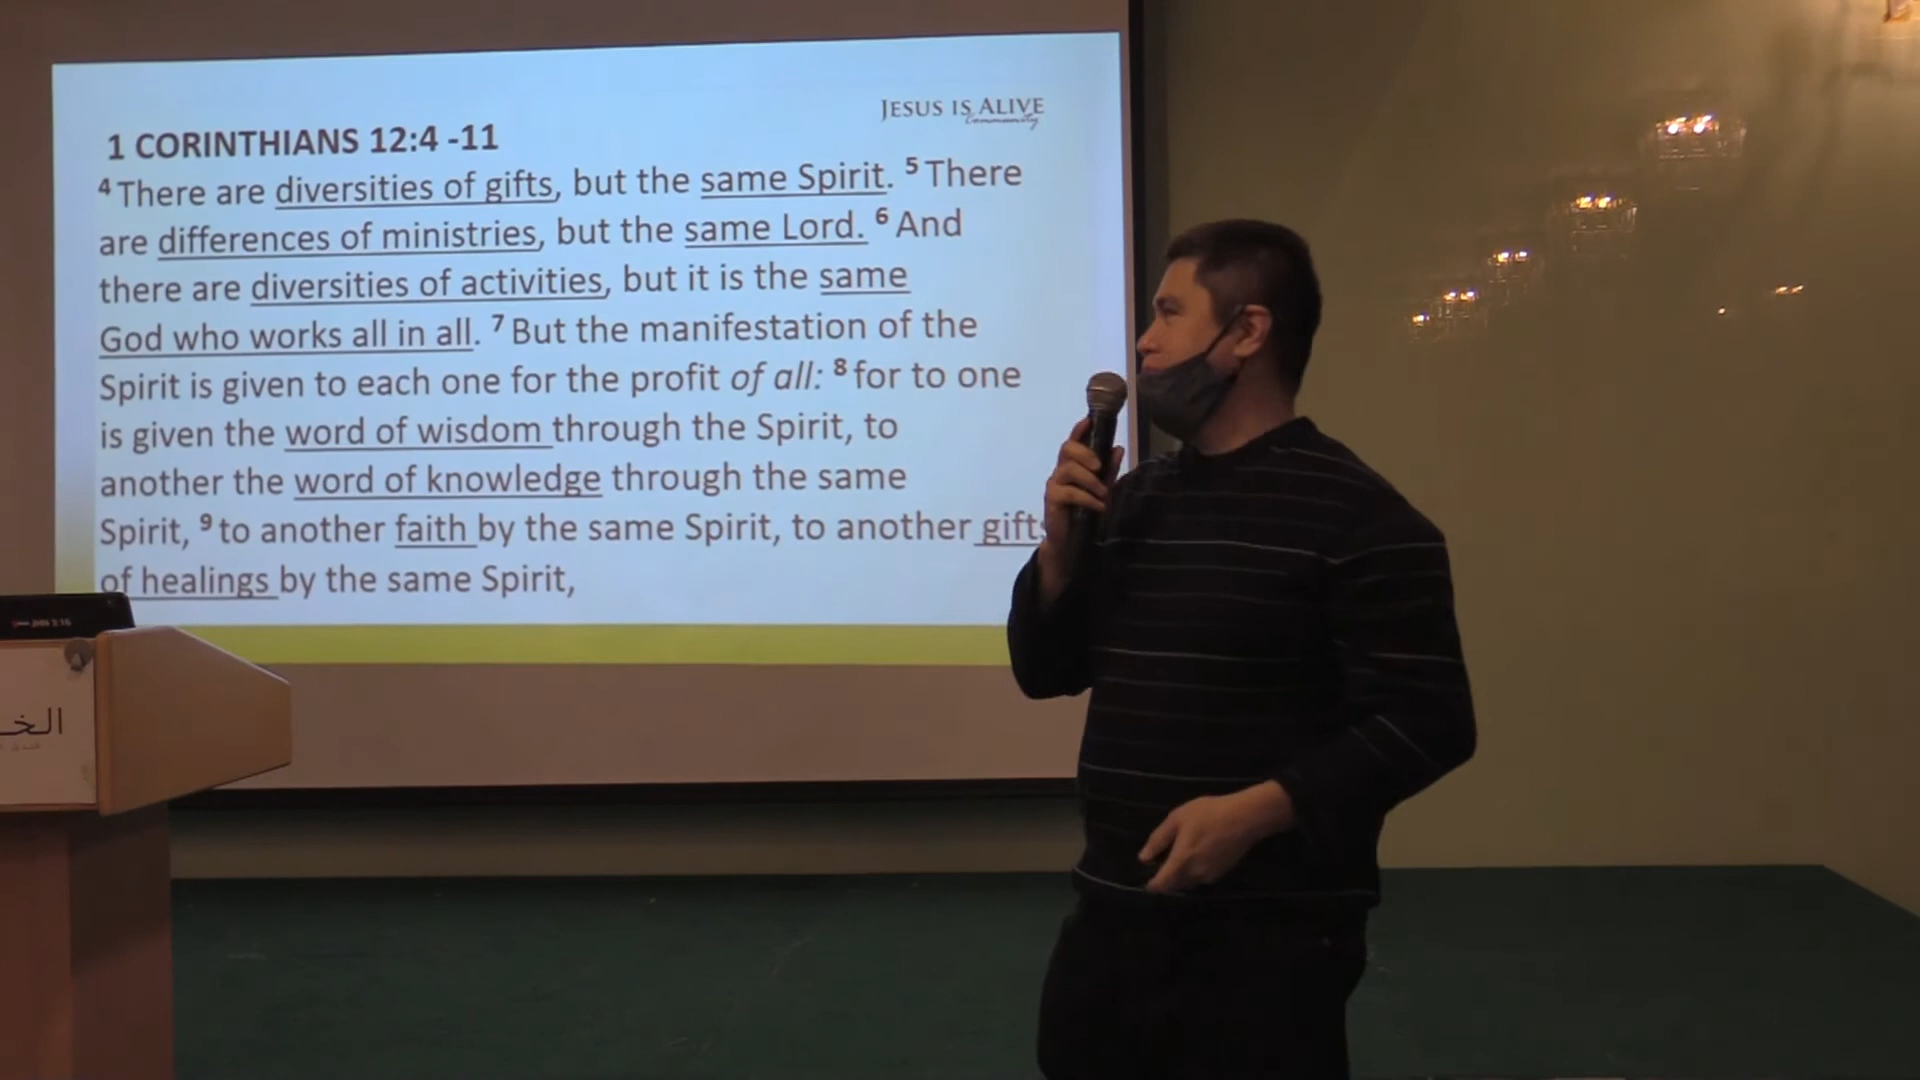 JESUS IS ALIVE
Community
1 CORINTHIANS 12:4 -11
4 There are diversities of gifts, but the same Spirit. 5 There
are differences of ministries, but the same Lord. 6 And
there are diversities of activities, but it is the same
God who works all in all. 7 But the manifestation of the
Spirit is given to each one for the profit of all: 8 for to one
is given the word of wisdom through the Spirit, to
another the word of knowledge through the same
Spirit, 9 to another faith by the same Spirit, to another gifts
of healings by the same Spirit,
الخـ